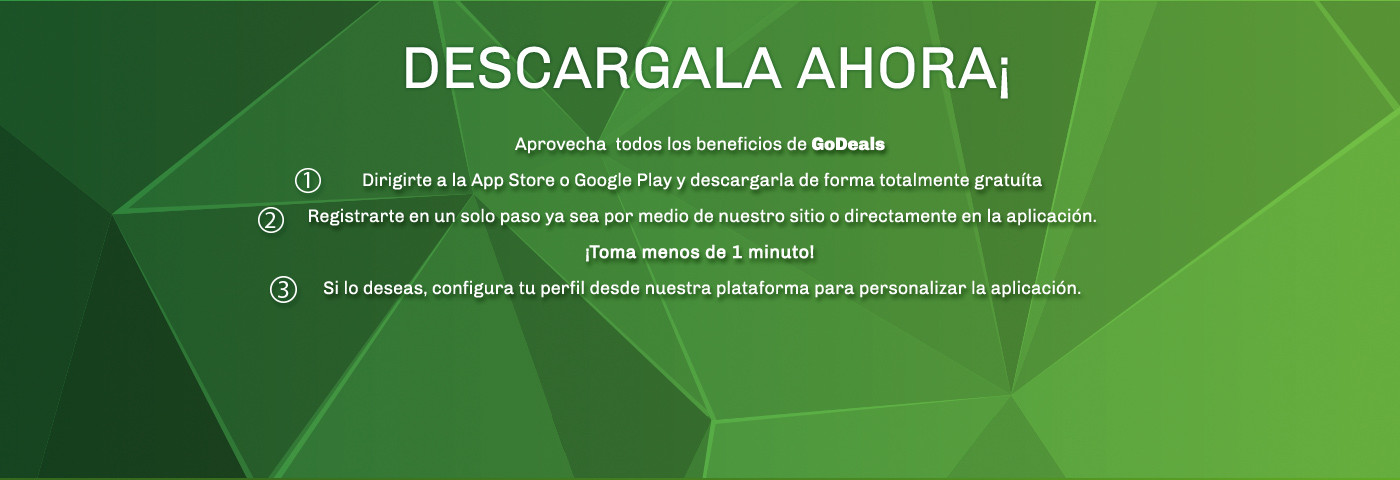 DESCARGALA AHORA¡
Aprovecha todos los beneficios de GoDeals
① Dirigirte a la App Store o Google Play y descargarla de forma totalmente gratuíta
② Registrarte en un solo paso ya sea por medio de nuestro sitio o directamente en la aplicación.
¡Toma menos de 1 minuto!
③ Si lo deseas, configura tu perfil desde nuestra plataforma para personalizar la aplicación.